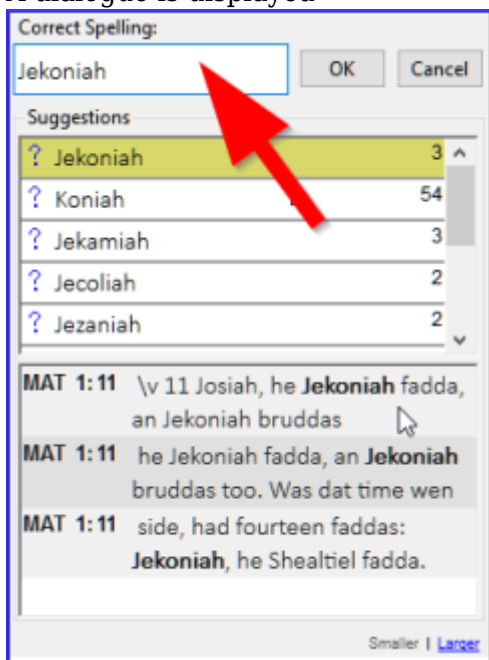 A dialogue is displayed
Correct Spelling:
Jekoniah
OK
Cancel
Suggestions
? Jekoniah 3
? Koniah 54
? Jekamiah 3
? Jecoliah 2
? Jezaniah 2
MAT 1:11 \v 11 Josiah, he Jekoniah fadda,
an Jekoniah bruddas
MAT 1:11 he Jekoniah fadda, an Jekoniah
bruddas too. Was dat time wen
MAT 1:11 side, had fourteen faddas:
Jekoniah, he Shealtiel fadda.
Smaller | Larger